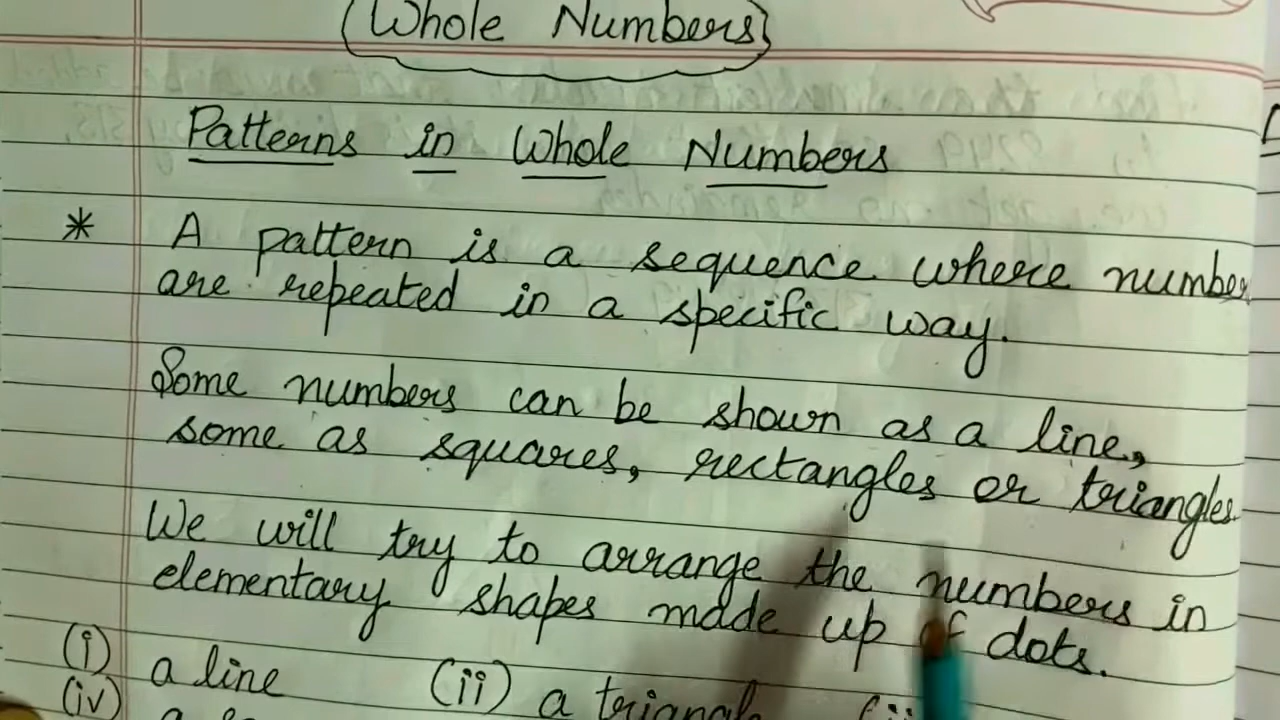 (Whole Numbers)
Patterns in Whole Numbers
* A pattern is a sequence where number
are repeated in a specific way.
Some numbers can be shown as a line,
some as squares, rectangles or triangles
We will try to arrange the numbers in
elementary shapes made up of dots.
(i) a line (ii) a triangle
(iv) a